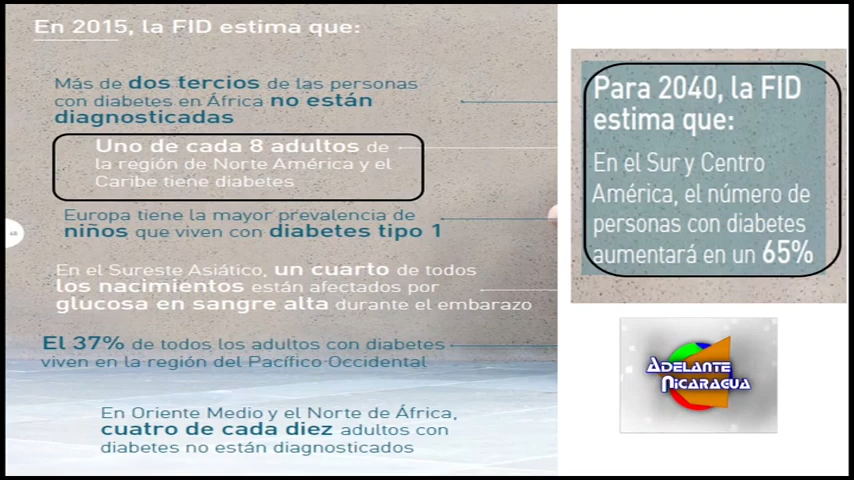 En 2015, la FID estima que:
Más de dos tercios de las personas
con diabetes en África no están
diagnosticadas
Uno de cada 8 adultos de
la región de Norte América y el
Caribe tiene diabetes
Europa tiene la mayor prevalencia de
niños que viven con diabetes tipo 1
En el Sureste Asiático, un cuarto de todos
los nacimientos están afectados por
glucosa en sangre alta durante el embarazo
El 37% de todos los adultos con diabetes
viven en la región del Pacífico Occidental
En Oriente Medio y el Norte de África,
cuatro de cada diez adultos con
diabetes no están diagnosticados
Para 2040, la FID
estima que:
En el Sur y Centro
América, el número de
personas con diabetes
aumentará en un 65%
ADELANTE
NICARAGUA